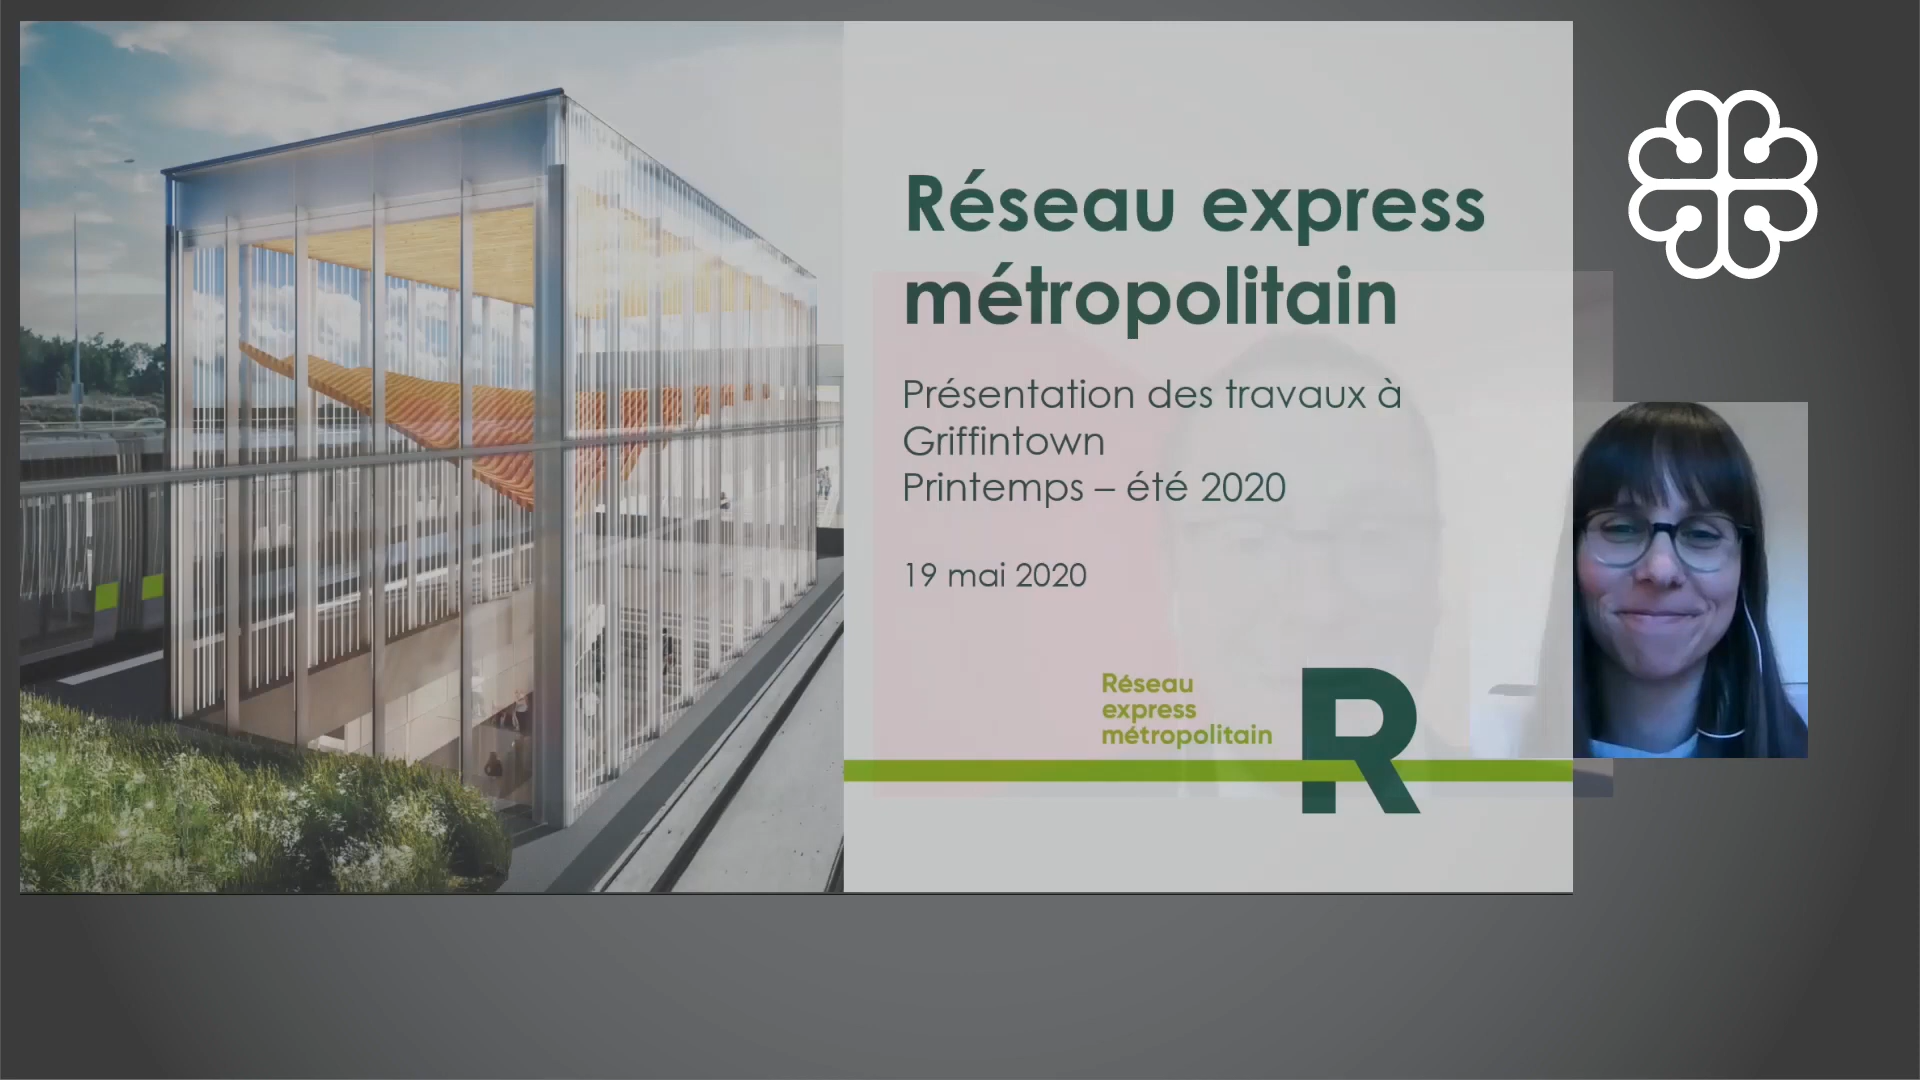 Réseau express
métropolitain
Présentation des travaux à
Griffintown
Printemps – été 2020
19 mai 2020
Réseau
express
métropolitain
R